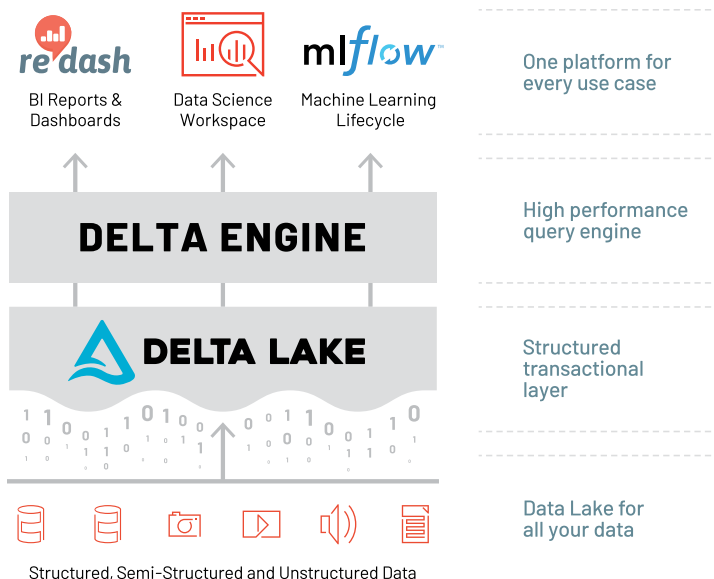 re dash
mlflow™
BI Reports &
Dashboards
Data Science
Workspace
Machine Learning
Lifecycle
One platform for
every use case
DELTA ENGINE
High performance
query engine
DELTA LAKE
Structured
transactional
layer
Data Lake for
all your data
Structured, Semi-Structured and Unstructured Data